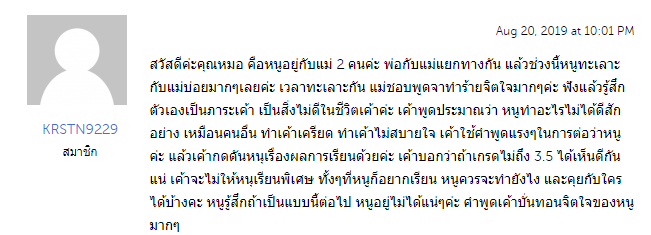 Aug 20, 2019 at 10:01 PM
สวัสดีค่ะคุณหมอ คือหนูอยู่กับแม่ 2 คนค่ะ พ่อกับแม่แยกทางกัน แล้วช่วงนี้หนูทะเลาะ
กับแม่บ่อยมากๆเลยค่ะ เวลาทะเลาะกัน แม่ชอบพูดจาทำร้ายจิตใจมากๆค่ะ ฟังแล้วรู้สึก
ตัวเองเป็นภาระเค้า เป็นสิ่งไม่ดีในชีวิตเค้าค่ะ เค้าพูดประมาณว่า หนูทำอะไรไม่ได้ดีสัก
อย่าง เหมือนคนอื่น ทำเค้าเครียด ทำเค้าไม่สบายใจ เค้าใช้คำพูดแรงๆในการต่อว่าหนู
ค่ะ แล้วเค้ากดดันหนูเรื่องผลการเรียนด้วยค่ะ เค้าบอกว่าถ้าเกรดไม่ถึง 3.5 ได้เห็นดีกัน
แน่ เค้าจะไม่ให้หนูเรียนพิเศษ ทั้งๆที่หนูก็อยากเรียน หนูควรจะทำยังไง และคุยกับใคร
ได้บ้างคะ หนูรู้สึกถ้าเป็นแบบนี้ต่อไป หนูอยู่ไม่ได้แน่ๆค่ะ คำพูดเค้าบั่นทอนจิตใจของหนู
มากๆ
KRSTN9229
สมาชิก